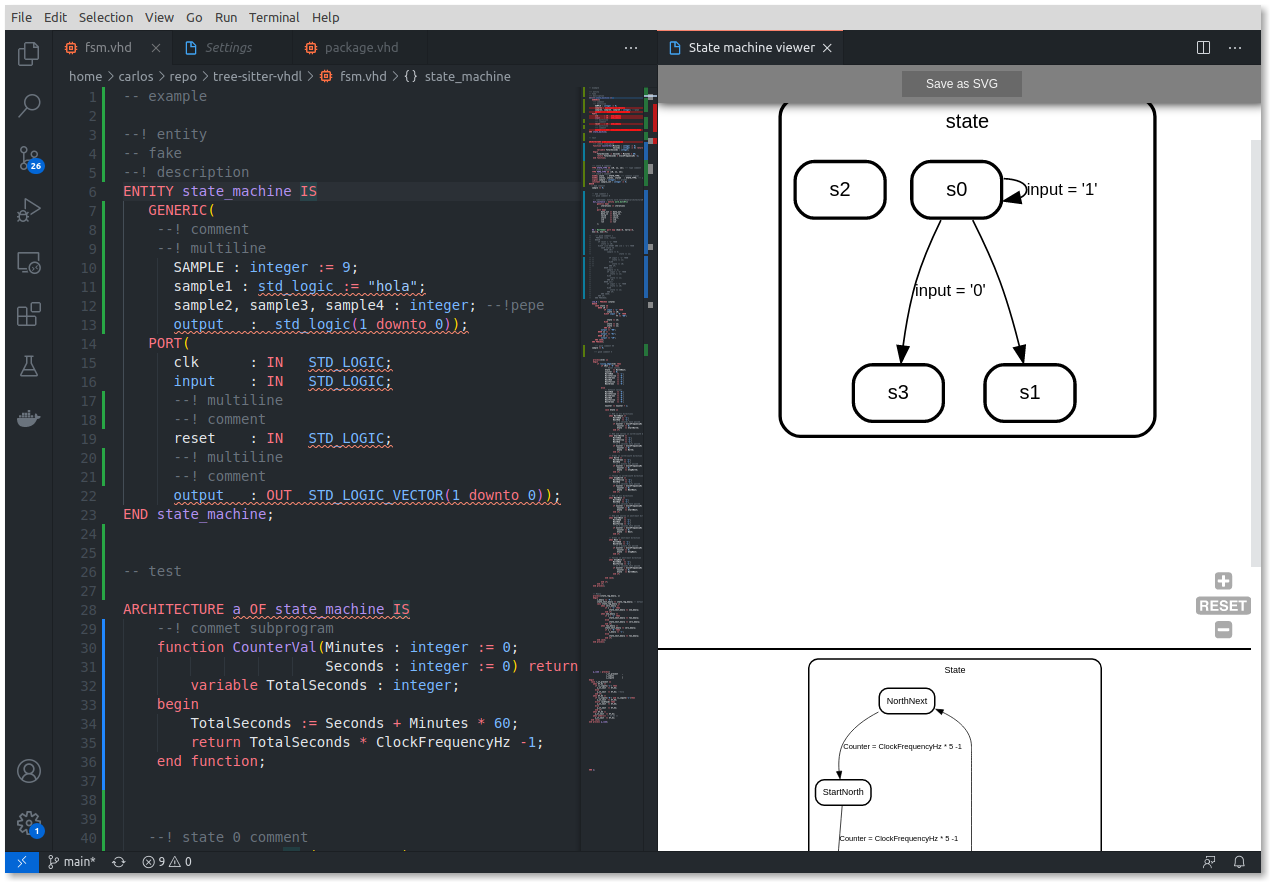 File Edit Selection View Go Run Terminal Help
fsm.vhd Settings package.vhd ···
home > carlos > repo > tree-sitter-vhdl > fsm.vhd > {} state_machine
26
1
1 -- example
2
3 --! entity
4 -- fake
5 --! description
6 ENTITY state_machine IS
7 GENERIC(
8 --! comment
9 --! multiline
10 SAMPLE : integer := 9;
11 sample1 : std_logic := "hola";
12 sample2, sample3, sample4 : integer; --!pepe
13 output : std_logic(1 downto 0));
14 PORT(
15 clk : IN STD_LOGIC;
16 input : IN STD_LOGIC;
17 --! multiline
18 --! comment
19 reset : IN STD_LOGIC;
20 --! multiline
21 --! comment
22 output : OUT STD_LOGIC_VECTOR(1 downto 0));
23 END state_machine;
24
25
26 -- test
27
28 ARCHITECTURE a OF state_machine IS
29 --! commet subprogram
30 function CounterVal(Minutes : integer := 0;
31 Seconds : integer := 0) return
32 variable TotalSeconds : integer;
33 begin
34 TotalSeconds := Seconds + Minutes * 60;
35 return TotalSeconds * ClockFrequencyHz -1;
36 end function;
37
38
39
40 --! state 0 comment
State machine viewer ···
Save as SVG
state
s2 s0 input = '1'
input = '0'
s3 s1
RESET
State
NorthNext
Counter = ClockFrequencyHz * 5 -1
StartNorth
Counter = ClockFrequencyHz * 5 -1
main* 9 0